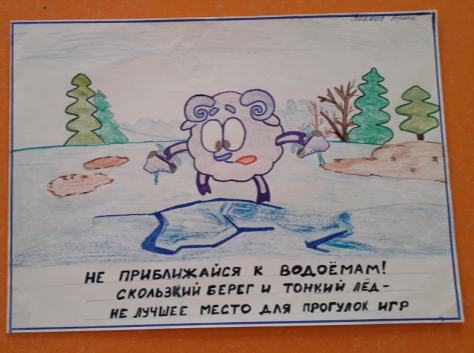 НЕ ПРИБЛИЖАЙСЯ К ВОДОЁМАМ!
СКОЛЬЗКИЙ БЕРЕГ И ТОНКИЙ ЛЁД-
НЕ ЛУЧШЕЕ МЕСТО ДЛЯ ПРОГУЛОК ИГР